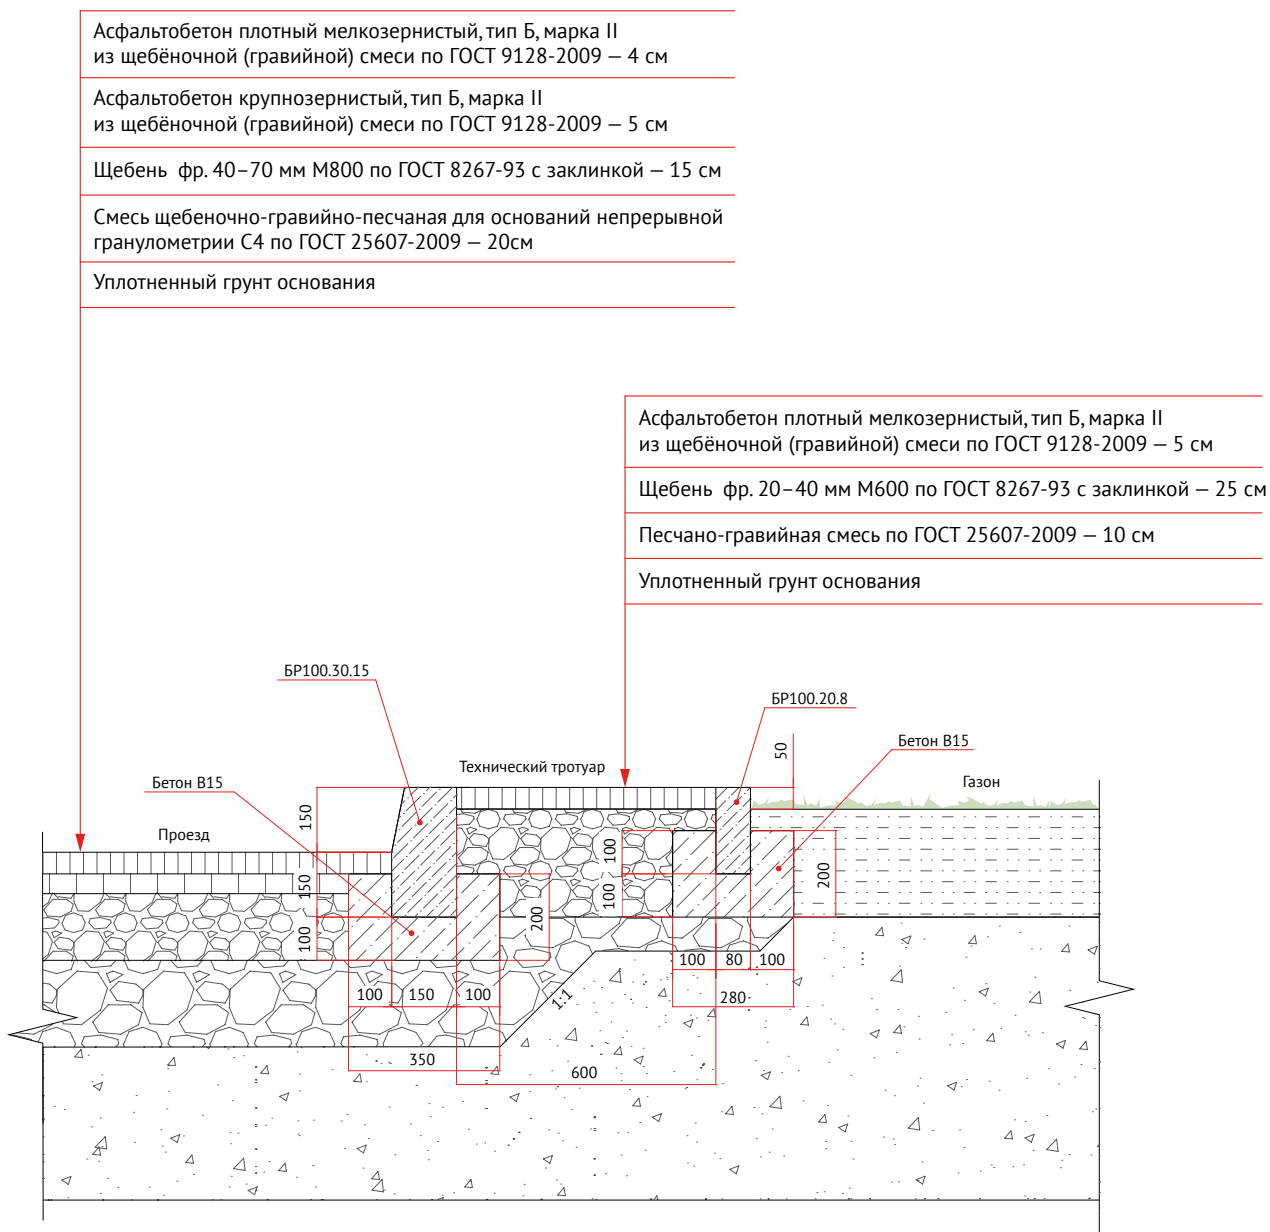 Асфальтобетон плотный мелкозернистый, тип Б, марка II
из щебёночной (гравийной) смеси по ГОСТ 9128-2009 — 4 см
Асфальтобетон крупнозернистый, тип Б, марка II
из щебёночной (гравийной) смеси по ГОСТ 9128-2009 — 5 см
Щебень фр. 40–70 мм М800 по ГОСТ 8267-93 с заклинкой — 15 см
Смесь щебеночно-гравийно-песчаная для оснований непрерывной
гранулометрии С4 по ГОСТ 25607-2009 — 20см
Уплотненный грунт основания
Асфальтобетон плотный мелкозернистый, тип Б, марка II
из щебёночной (гравийной) смеси по ГОСТ 9128-2009 — 5 см
Щебень фр. 20–40 мм М600 по ГОСТ 8267-93 с заклинкой — 25 см
Песчано-гравийная смесь по ГОСТ 25607-2009 — 10 см
Уплотненный грунт основания
БР100.30.15
БР100.20.8
Бетон В15
50
Технический тротуар
Бетон В15
Газон
150
Проезд
100
150
100
200
200
100
100 80 100
100 150 100
280
1:1
350
600